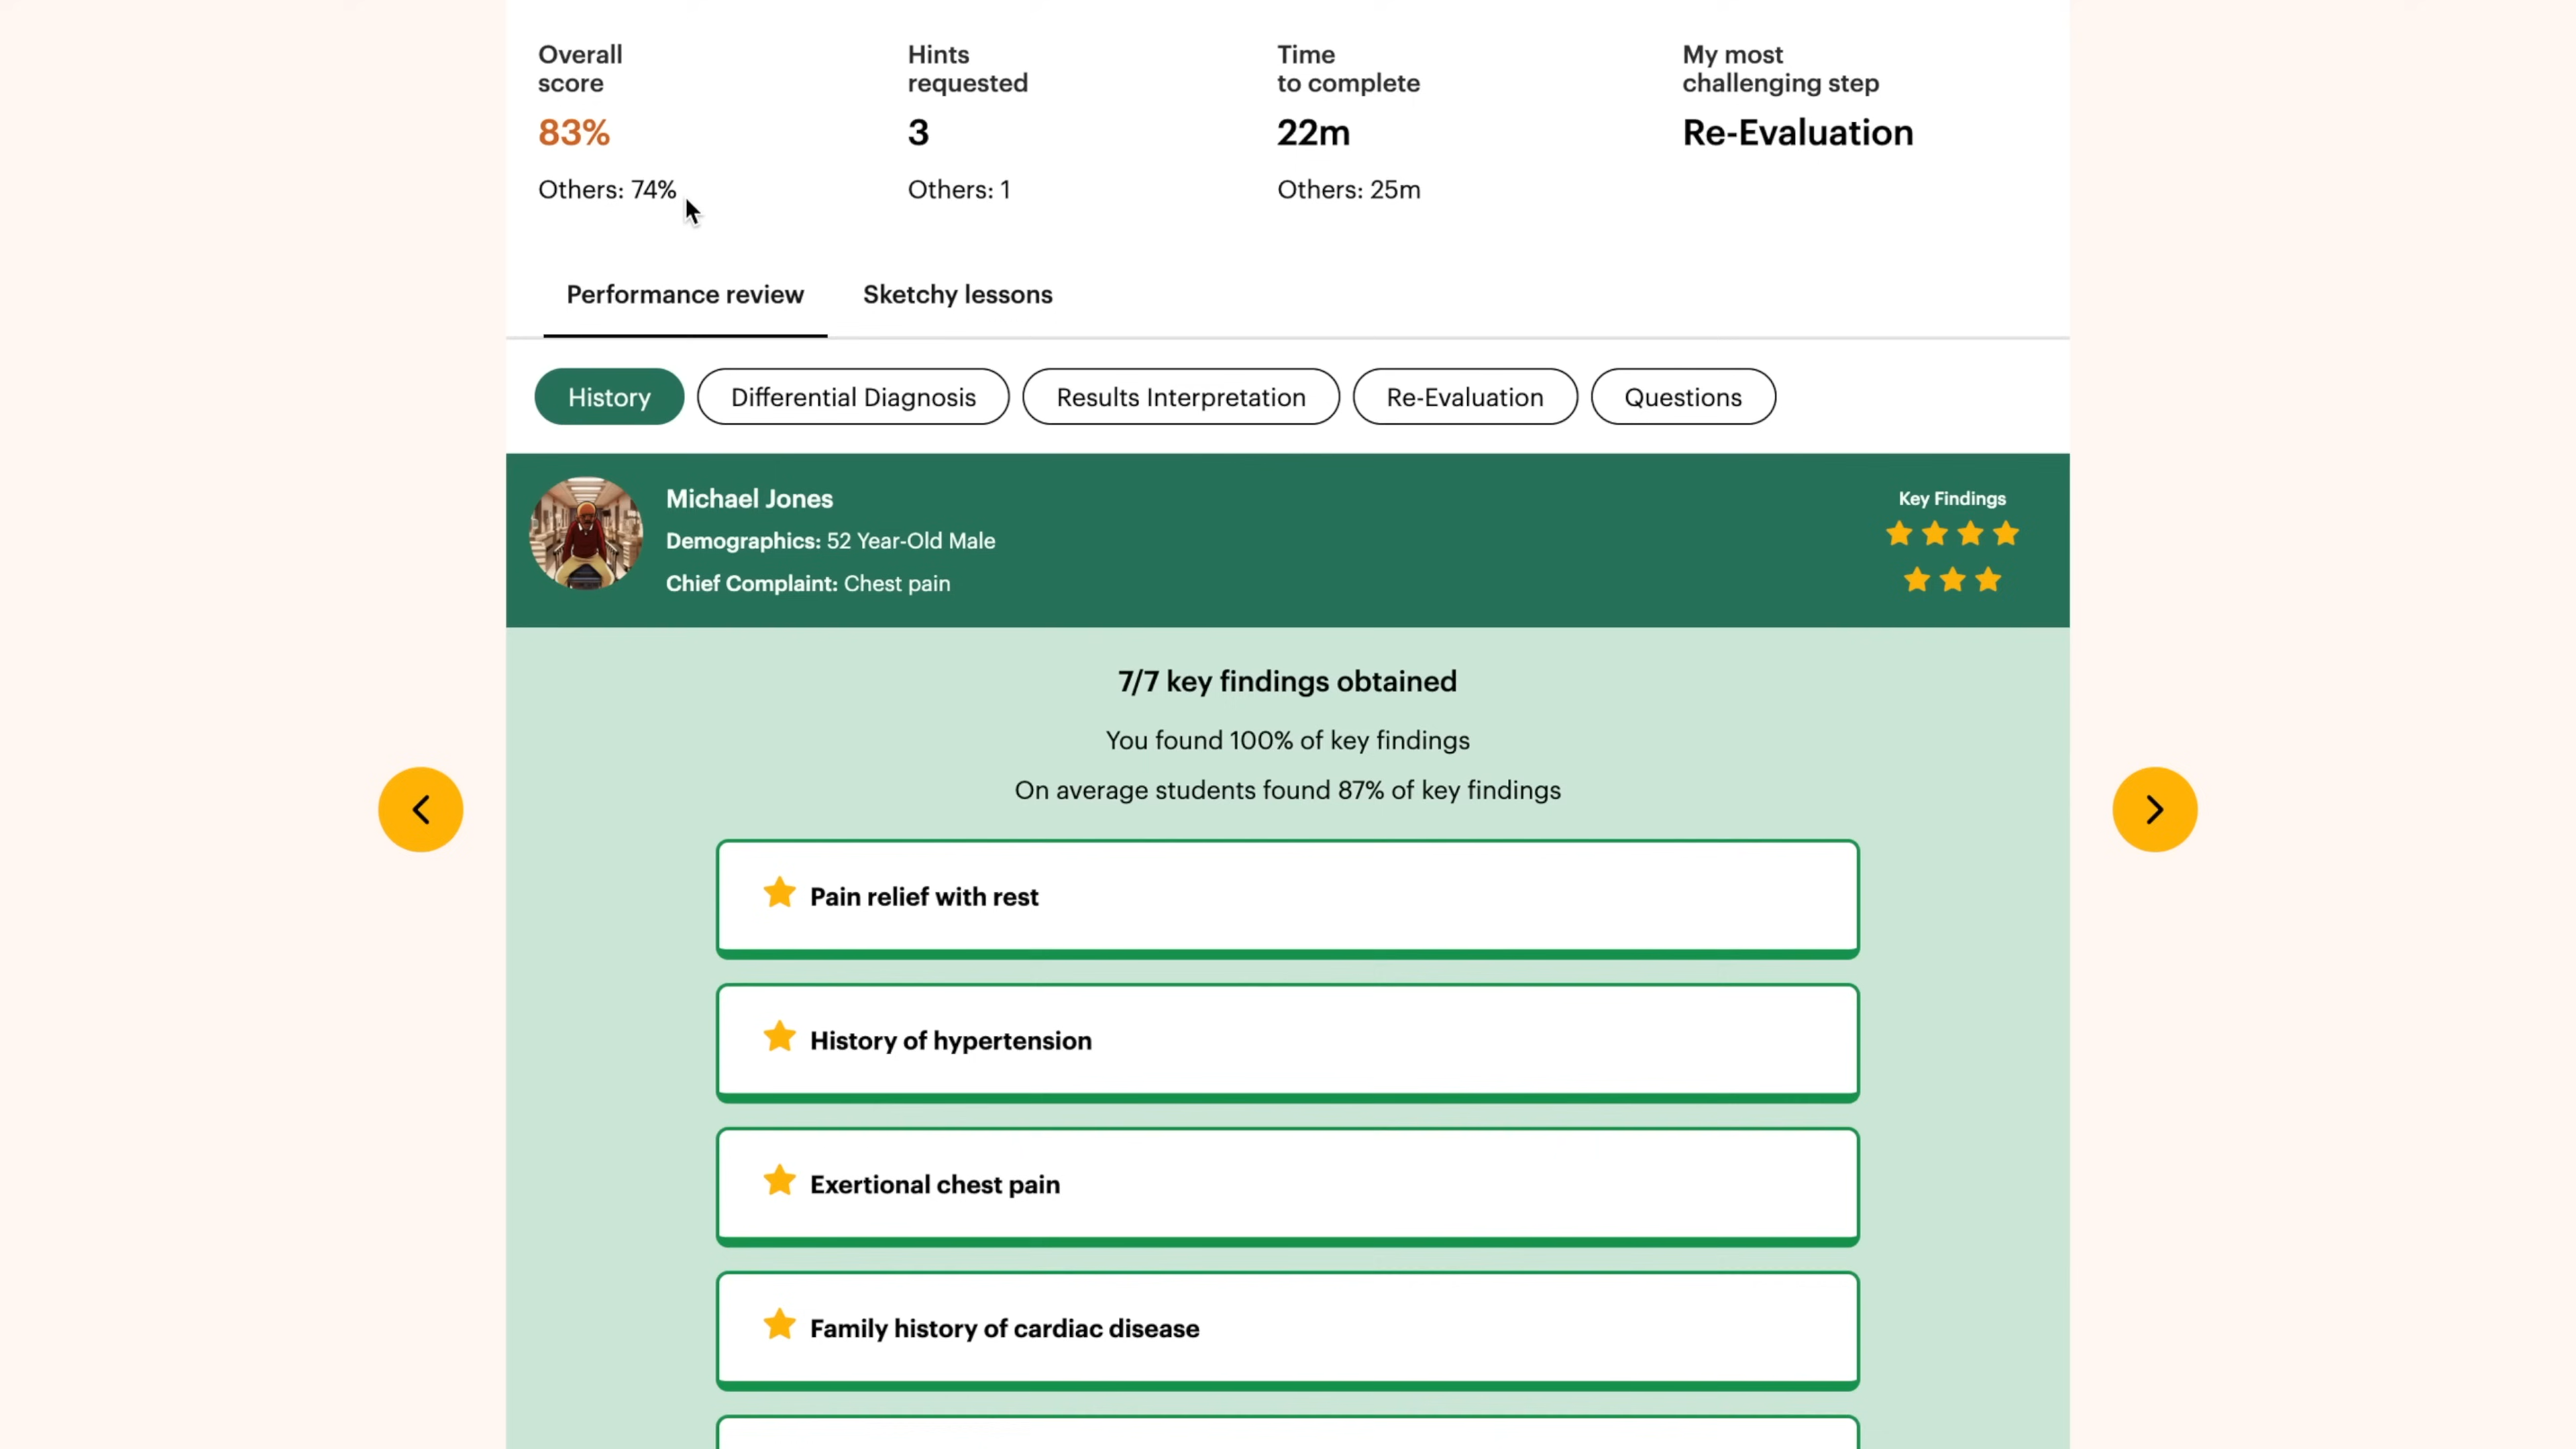 Overall
score
83%
Others: 74%
Hints
requested
3
Others: 1
Time
to complete
22m
Others: 25m
My most
challenging step
Re-Evaluation
Performance review
Sketchy lessons
History
Differential Diagnosis
Results Interpretation
Re-Evaluation
Questions
Michael Jones
Demographics: 52 Year-Old Male
Chief Complaint: Chest pain
Key Findings
7/7 key findings obtained
You found 100% of key findings
On average students found 87% of key findings
Pain relief with rest
History of hypertension
Exertional chest pain
Family history of cardiac disease